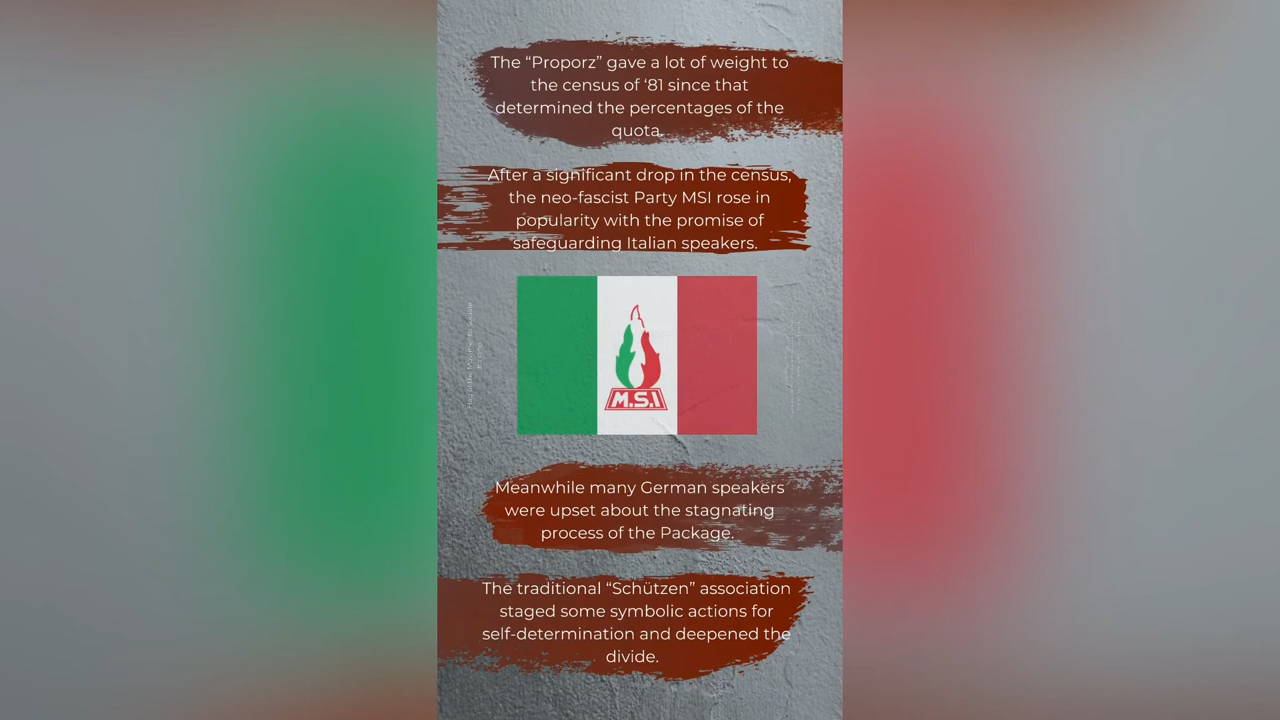 The “Proporz” gave a lot of weight to
the census of ‘81 since that
determined the percentages of the
quota.
After a significant drop in the census,
the neo-fascist Party MSI rose in
popularity with the promise of
safeguarding Italian speakers.
M.S.I
Meanwhile many German speakers
were upset about the stagnating
process of the Package.
The traditional “Schützen” association
staged some symbolic actions for
self-determination and deepened the
divide.